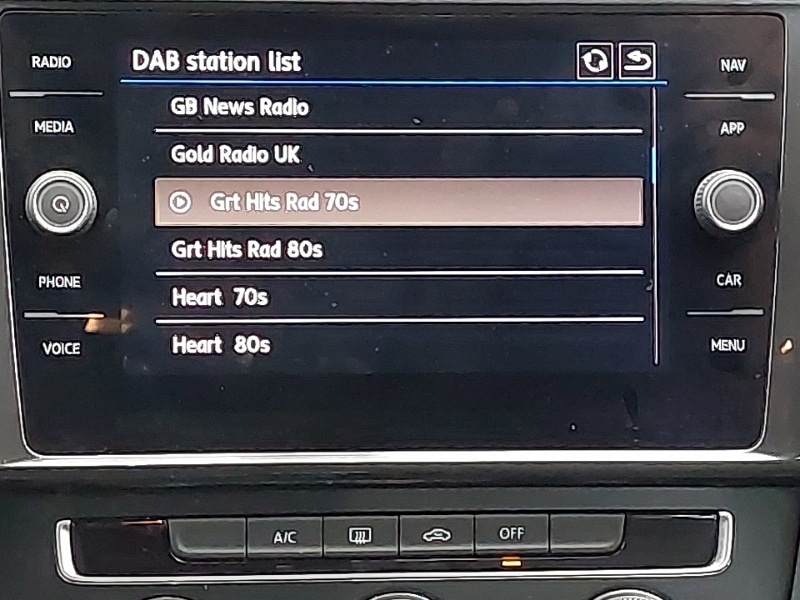 RADIO
DAB station list
NAV
GB News Radio
MEDIA
APP
Gold Radio UK
Grt Hits Rad 70s
Grt Hits Rad 80s
PHONE
CAR
Heart 70s
VOICE
Heart 80s
MENU
A/C
OFF